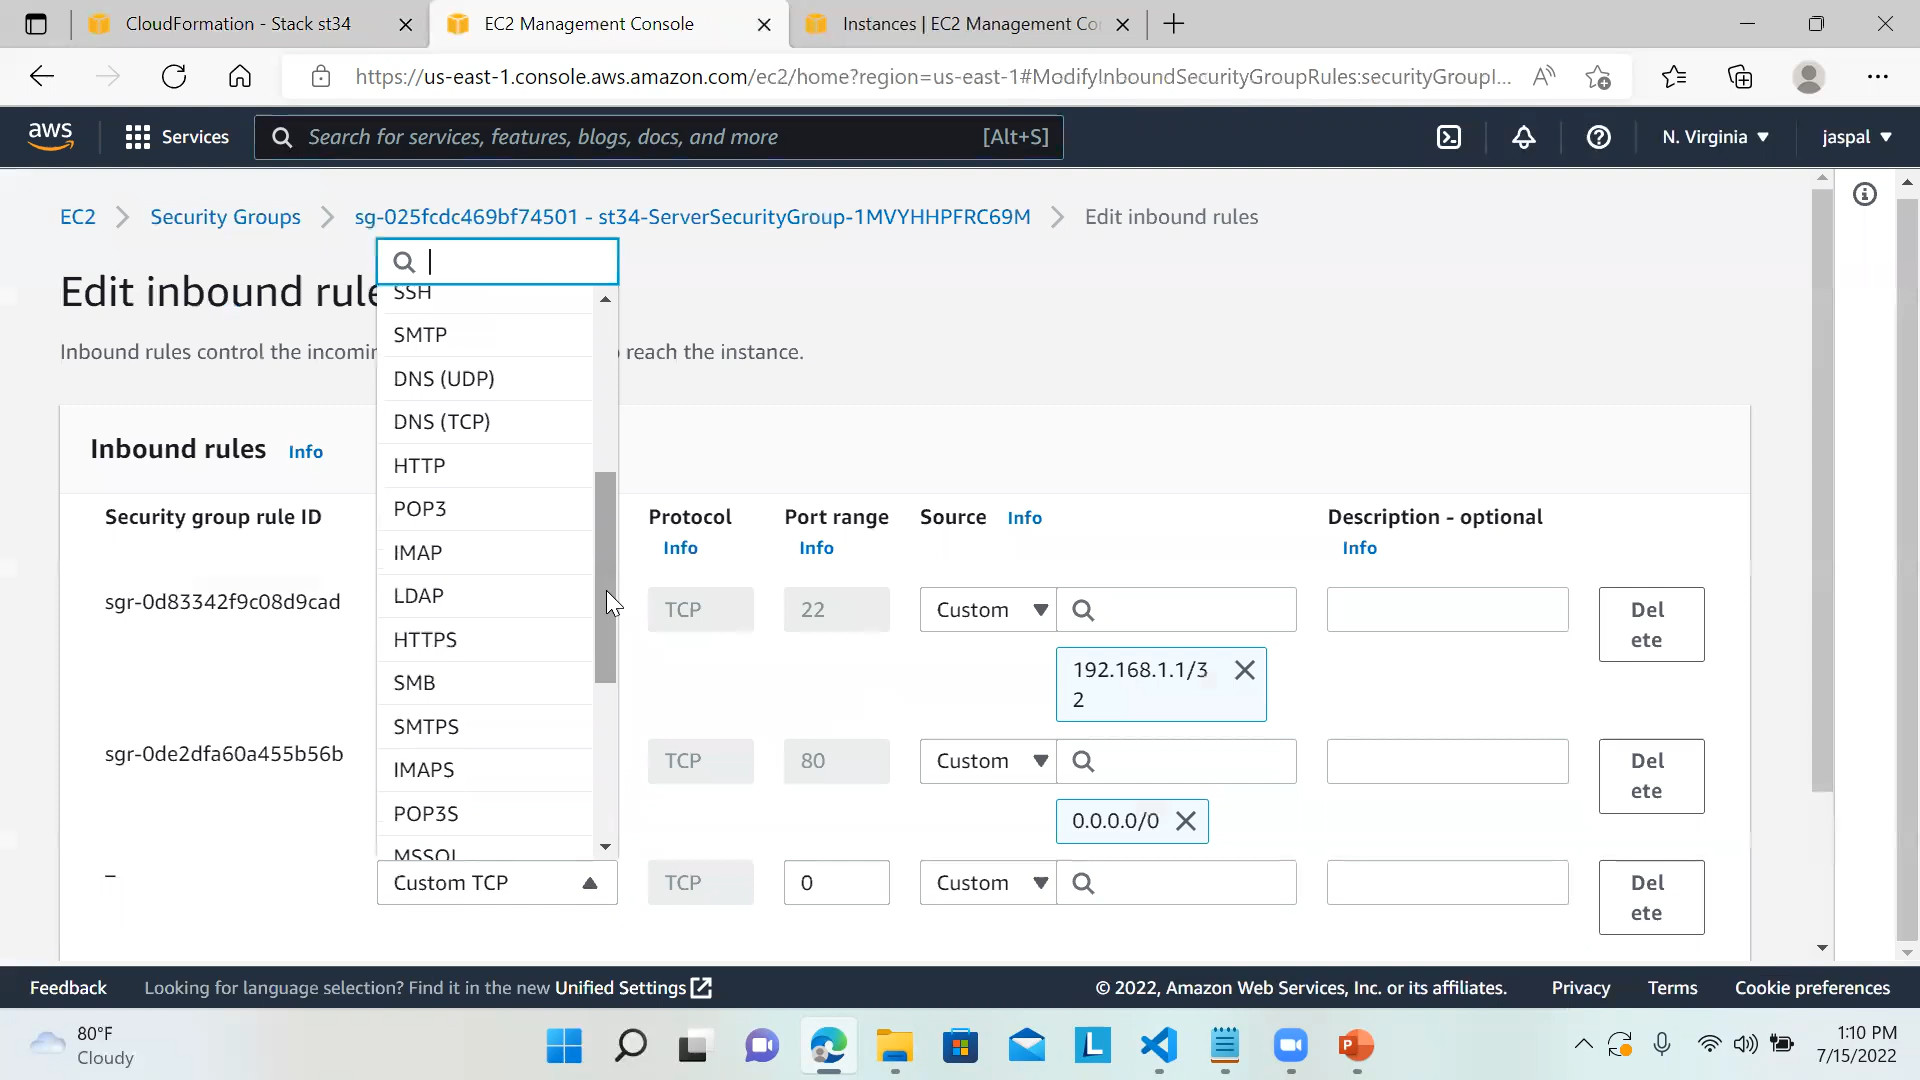 CloudFormation - Stack st34
EC2 Management Console
Instances | EC2 Management Co
https://us-east-1.console.aws.amazon.com/ec2/home?region=us-east-1#ModifyInboundSecurityGroupRules:securityGroupI...
aws
Services
Search for services, features, blogs, docs, and more
[Alt+S]
N. Virginia
jaspal
EC2
Security Groups
sg-025fcdc469bf74501 - st34-ServerSecurityGroup-1MVYHHPFRC69M
Edit inbound rules
Edit inbound rule
Inbound rules control the incomin
reach the instance.
SSH
SMTP
DNS (UDP)
DNS (TCP)
HTTP
POP3
IMAP
LDAP
HTTPS
SMB
SMTPS
IMAPS
POP3S
MSSQL
Inbound rules Info
Security group rule ID
Protocol
Info
Port range
Info
Source Info
Description - optional
Info
sgr-0d83342f9c08d9cad
TCP
22
Custom
192.168.1.1/3
2
Del
ete
sgr-0de2dfa60a455b56b
TCP
80
Custom
0.0.0.0/0
Del
ete
–
Custom TCP
TCP
0
Custom
Del
ete
Feedback
Looking for language selection? Find it in the new Unified Settings
© 2022, Amazon Web Services, Inc. or its affiliates.
Privacy
Terms
Cookie preferences
80°F
Cloudy
L
P
1:10 PM
7/15/2022